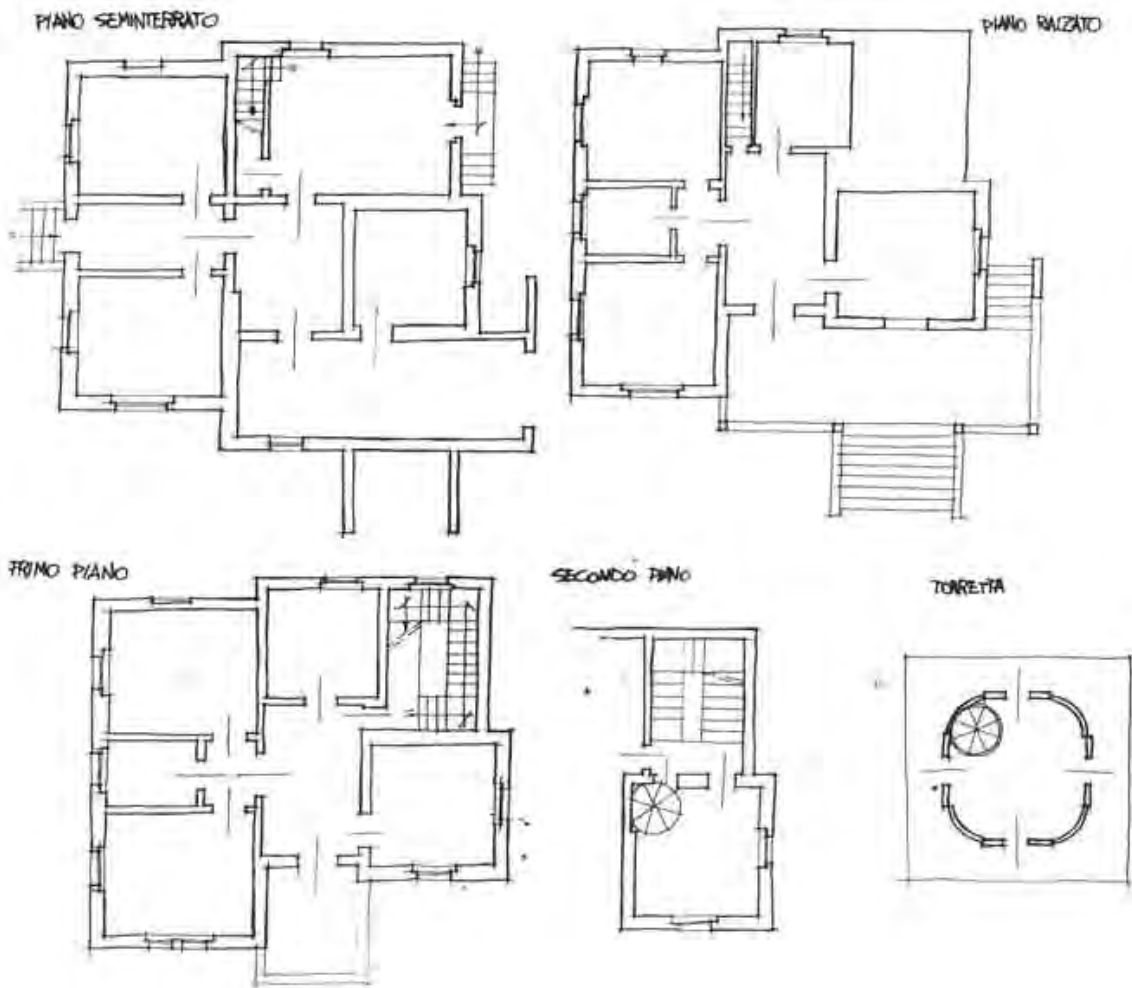 PIANO SEMINTERRATO
PIANO RIALZATO
PRIMO PIANO
SECONDO PIANO
TORRETTA